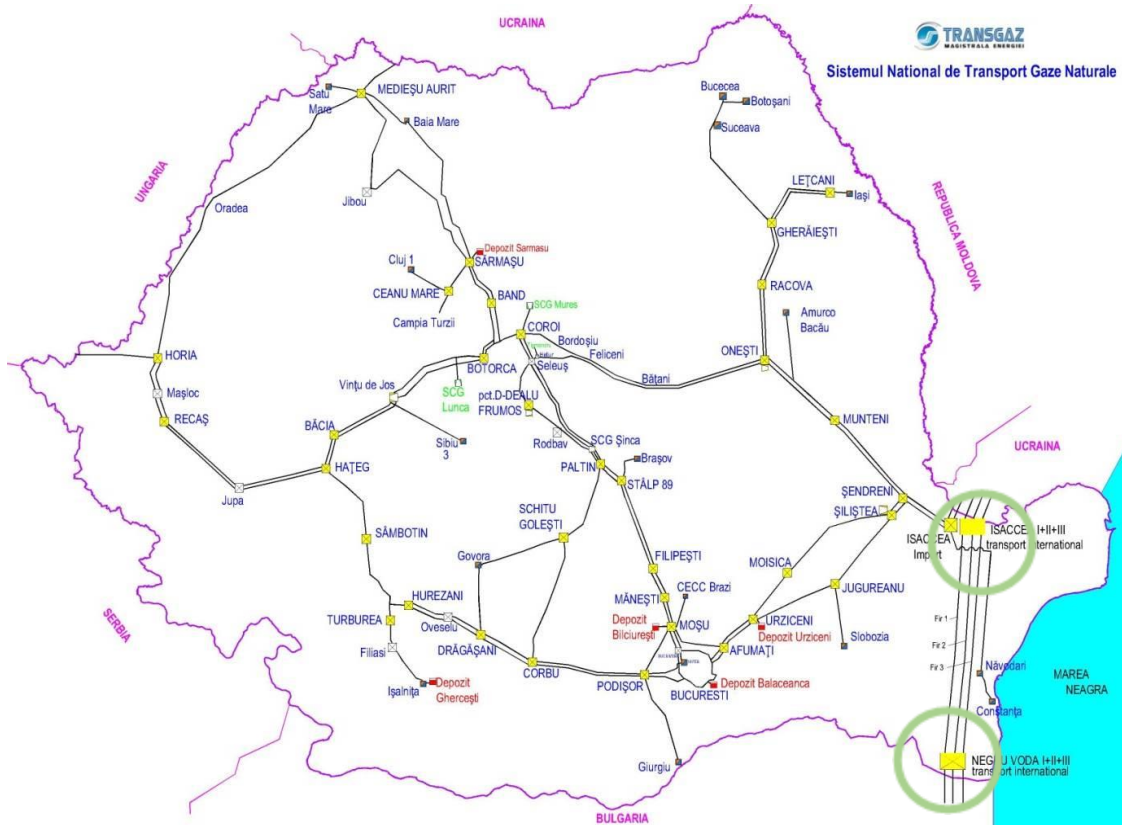 UCRAINA
TRANSGAZ
MAGISTRALA ENERGIEI
Sistemul National de Transport Gaze Naturale
MEDIEŞU AURIT
Satu
Mare
Baia Mare
Bucecea
Botoşani
Suceava
UNGARIA
Oradea
Jibou
LEŢCANI
Iaşi
GHERĂIEŞTI
REPUBLICA MOLDOVA
Depozit Sarmasu
SĂRMAŞU
Cluj 1
CEANU MARE
Campia Turzii
BAND
RACOVA
Amurco
Bacău
SCG Mures
COROI
Bordoşiu
Feliceni
Seleuş
Băţani
ONEŞTI
HORIA
Maşloc
RECAŞ
BOTORCA
Vinţu de Jos
SCG
Lunca
pct.D-DEALU
FRUMOS
MUNTENI
BĂCIA
Sibiu
3
Rodbav
SCG Şinca
UCRAINA
HAŢEG
PALTIN
Braşov
STÂLP 89
Jupa
ŞENDRENI
ŞILIŞTEA
SCHITU
GOLEŞTI
ISACCEA
Import
ISACCEA I+II+III
transport international
SÂMBOTIN
Govora
FILIPEŞTI
MOISICA
CECC Brazi
JUGUREANU
SERBIA
HUREZANI
MĂNEŞTI
TURBUREA
Oveselu
Depozit
Bilciureşti
MOŞU
URZICENI
Depozit Urziceni
Slobozia
Fir 1
Fir 2
Fir 3
Filiasi
DRĂGĂŞANI
AFUMAŢI
CORBU
Işalniţa
Depozit
Gherceşti
PODIŞOR
BUCURESTI
Depozit Balaceanca
Năvodari
Constanţa
MAREA
NEAGRA
Giurgiu
NEGRU VODA I+II+III
transport international
BULGARIA